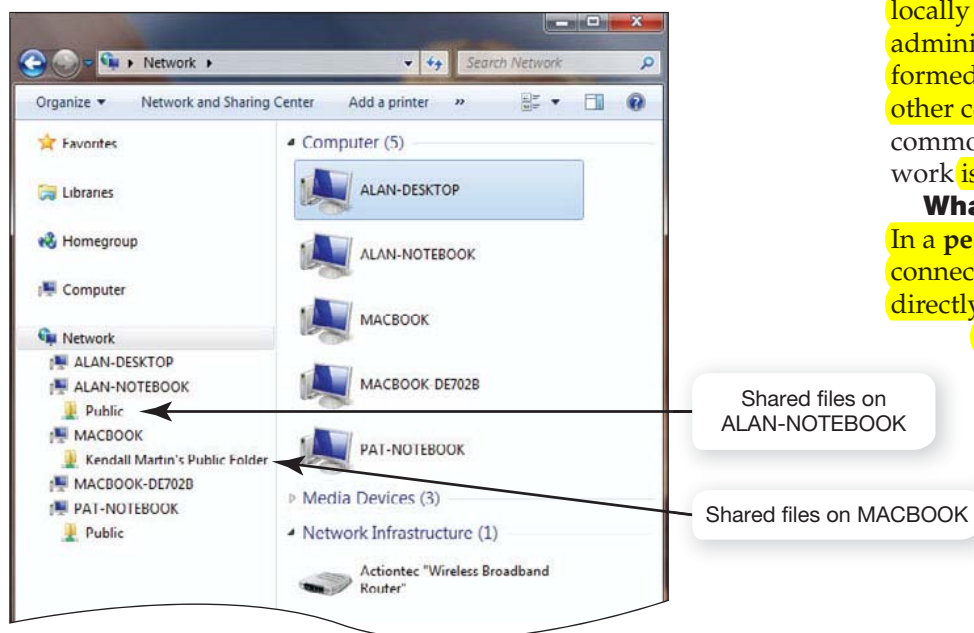 Network
Search Network
Organize
Network and Sharing Center
Add a printer
»
Favorites
Libraries
Homegroup
Computer
Network
ALAN-DESKTOP
ALAN-NOTEBOOK
Public
MACBOOK
Kendall Martin's Public Folder
MACBOOK-DE702B
PAT-NOTEBOOK
Public
Computer (5)
ALAN-DESKTOP
ALAN-NOTEBOOK
MACBOOK
MACBOOK-DE702B
PAT-NOTEBOOK
Media Devices (3)
Network Infrastructure (1)
Actiontec "Wireless Broadband
Router"
Shared files on
ALAN-NOTEBOOK
Shared files on MACBOOK
locally
admini
formed
other c
commo
work is
Wha
In a pe
connec
directly